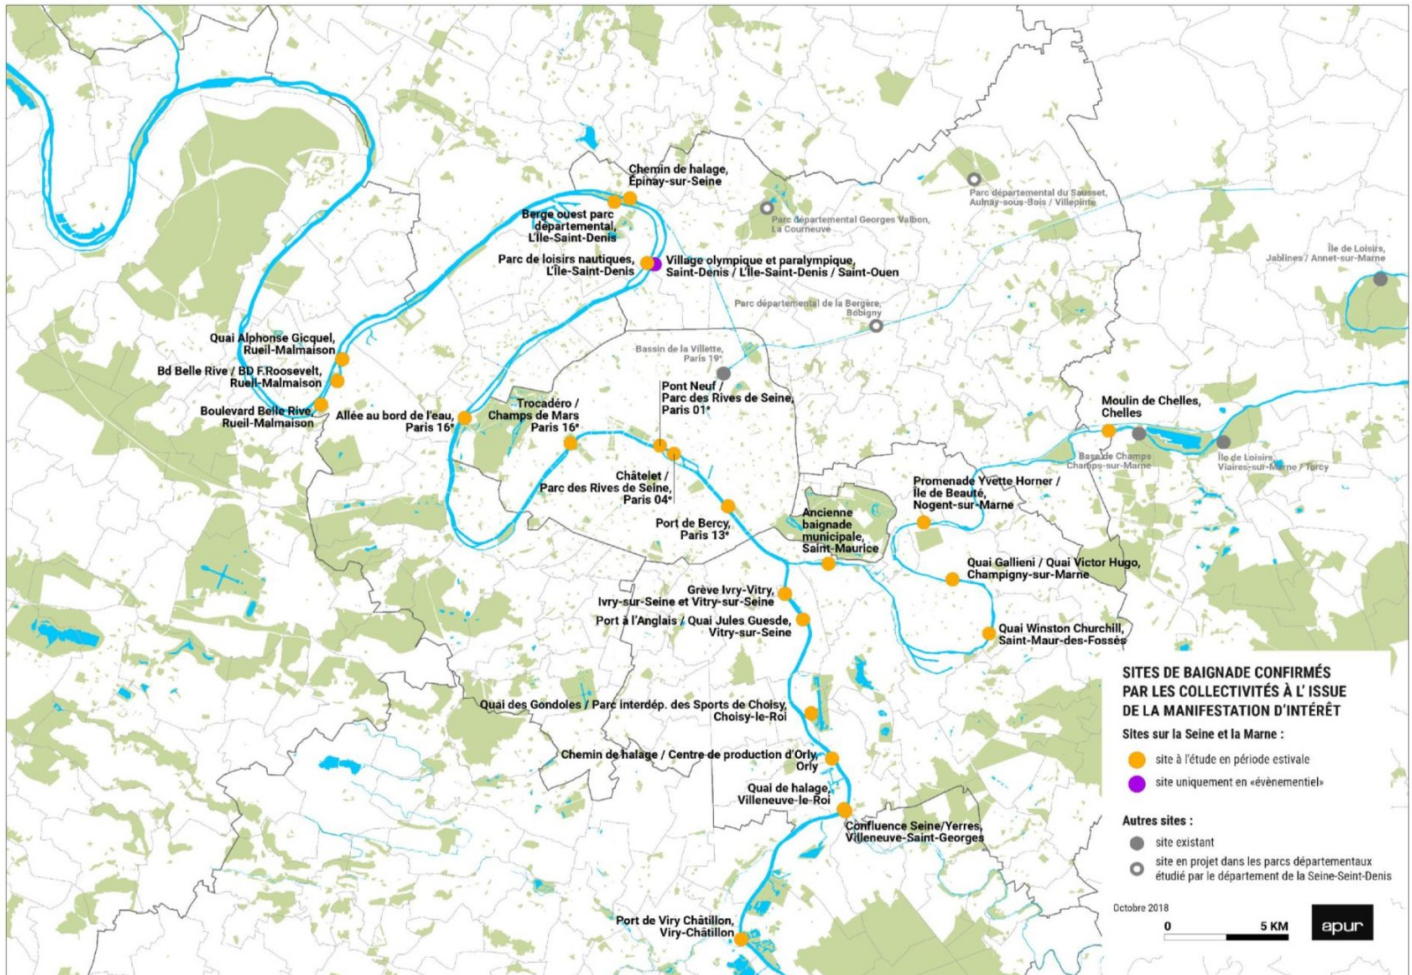 Chemin de halage,
Épinay-sur-Seine
Berge ouest parc
départemental,
L'Île-Saint-Denis
Parc de loisirs nautiques,
L'Île-Saint-Denis
Village olympique et paralympique,
Saint-Denis / L'Île-Saint-Denis / Saint-Ouen
Parc départemental Georges Valbon,
La Courneuve
Parc départemental du Sausset,
Aulnay-sous-Bois / Villepinte
Île de Loisirs,
Jablines / Annet-sur-Marne
Parc départemental de la Bergère,
Bobigny
Bassin de la Villette,
Paris 19e
Quai Alphonse Gicquel,
Rueil-Malmaison
Bd Belle Rive / BD F.Roosevelt,
Rueil-Malmaison
Boulevard Belle Rive,
Rueil-Malmaison
Allée au bord de l'eau,
Paris 16e
Trocadéro /
Champs de Mars
Paris 16e
Pont Neuf /
Parc des Rives de Seine,
Paris 01e
Châtelet /
Parc des Rives de Seine,
Paris 04e
Port de Bercy,
Paris 13e
Ancienne
baignade
municipale,
Saint-Maurice
Moulin de Chelles,
Chelles
Base de Champs
Champs-sur-Marne
Île de Loisirs,
Vaires-sur-Marne / Torcy
Promenade Yvette Horner /
Île de Beauté,
Nogent-sur-Marne
Quai Gallieni / Quai Victor Hugo,
Champigny-sur-Marne
Quai Winston Churchill,
Saint-Maur-des-Fossés
Grève Ivry-Vitry,
Ivry-sur-Seine et Vitry-sur-Seine
Port à l'Anglais / Quai Jules Guesde,
Vitry-sur-Seine
Quai des Gondoles / Parc interdép. des Sports de Choisy,
Choisy-le-Roi
Chemin de halage / Centre de production d'Orly,
Orly
Quai de halage,
Villeneuve-le-Roi
Confluence Seine/Yerres,
Villeneuve-Saint-Georges
Port de Viry Châtillon,
Viry-Châtillon
SITES DE BAIGNADE CONFIRMÉS
PAR LES COLLECTIVITÉS À L' ISSUE
DE LA MANIFESTATION D'INTÉRÊT
Sites sur la Seine et la Marne :
site à l'étude en période estivale
site uniquement en «évènementiel»
Autres sites :
site existant
site en projet dans les parcs départementaux
étudié par le département de la Seine-Seint-Denis
Octobre 2018
0 5 KM
apur